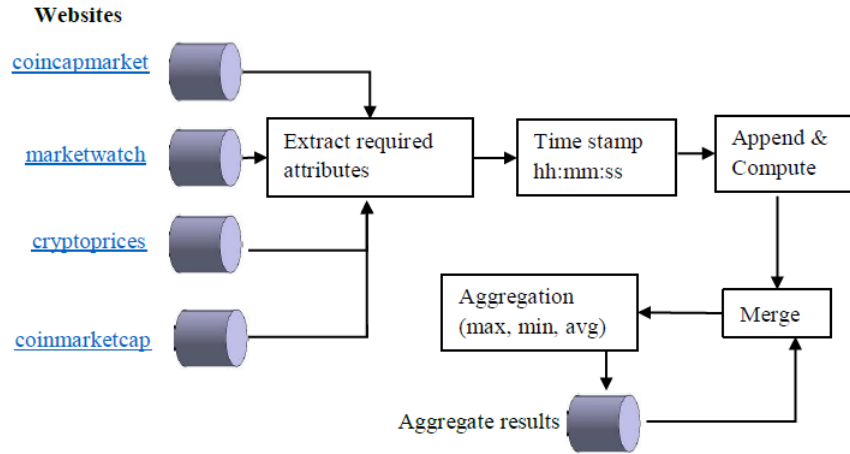 Websites
coincapmarket
marketwatch
cryptoprices
coinmarketcap
Extract required
attributes
Time stamp
hh:mm:ss
Append &
Compute
Merge
Aggregation
(max, min, avg)
Aggregate results